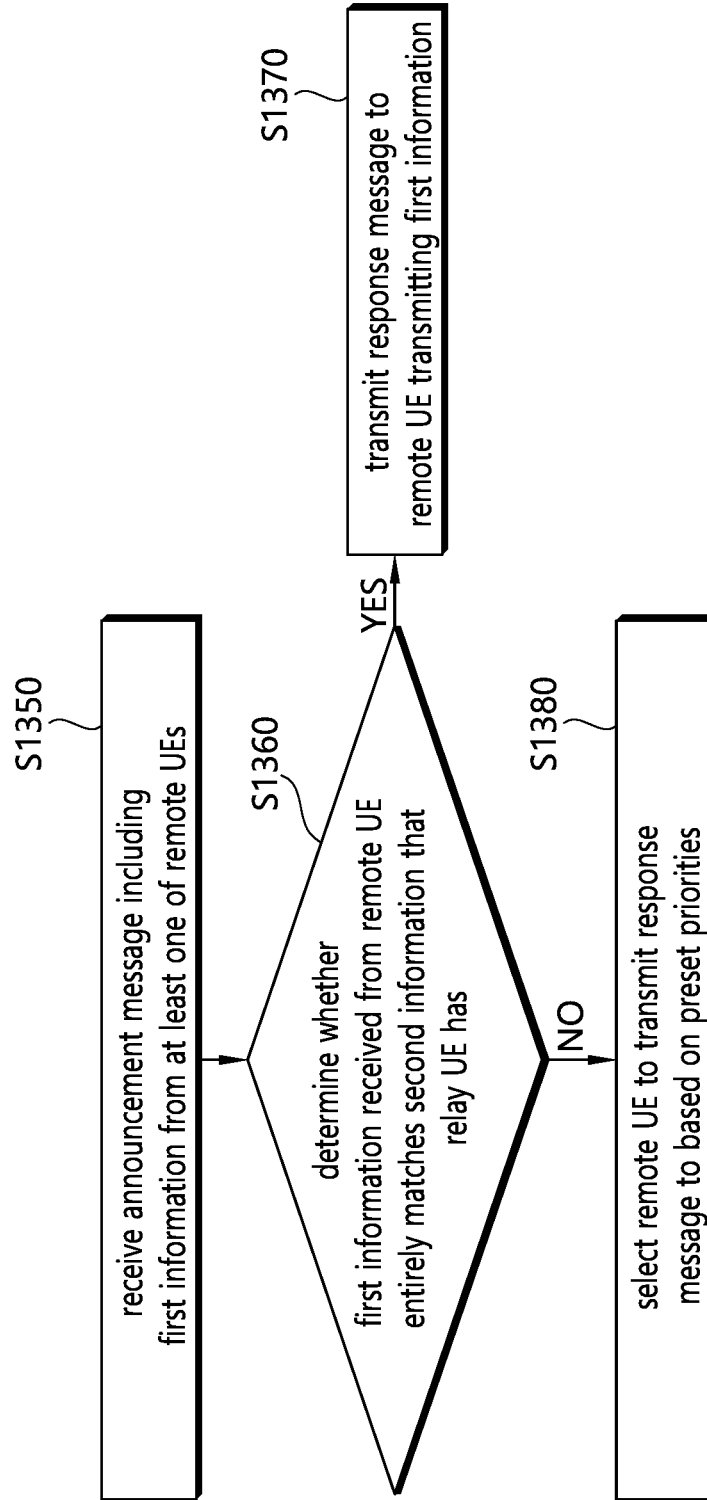 S1350
receive announcement message including
first information from at least one of remote UEs
S1360
determine whether
first information received from remote UE
entirely matches second information that
relay UE has
YES
S1370
transmit response message to
remote UE transmitting first information
NO
S1380
select remote UE to transmit response
message to based on preset priorities